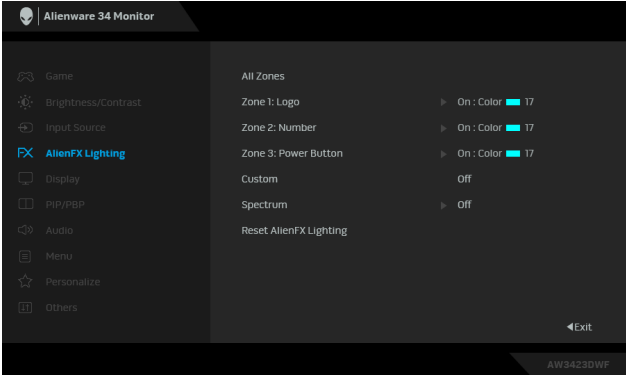 Alienware 34 Monitor
Game
All Zones
Brightness/Contrast
Zone 1: Logo On : Color 17
Input Source
Zone 2: Number On : Color 17
FX AlienFX Lighting
Zone 3: Power Button On : Color 17
Display
Custom Off
PIP/PBP
Spectrum Off
Audio
Reset AlienFX Lighting
Menu
Personalize
Others
Exit
AW3423DWF